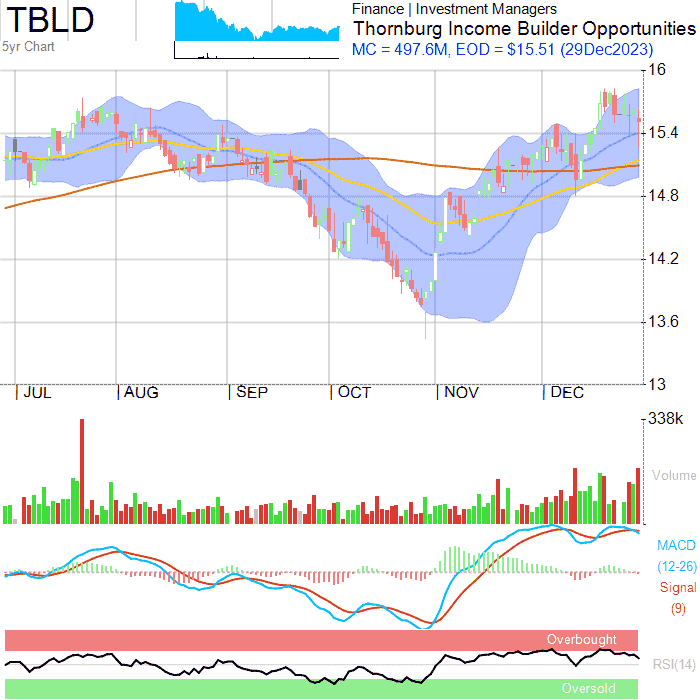 TBLD
5yr Chart
Finance | Investment Managers
Thornburg Income Builder Opportunities
MC = 497.6M, EOD = $15.51 (29Dec2023)
16
15.4
14.8
14.2
13.6
13
| JUL | AUG | SEP | OCT | NOV | DEC
338k
Volume
MACD
(12-26)
Signal
(9)
Overbought
RSI(14)
Oversold